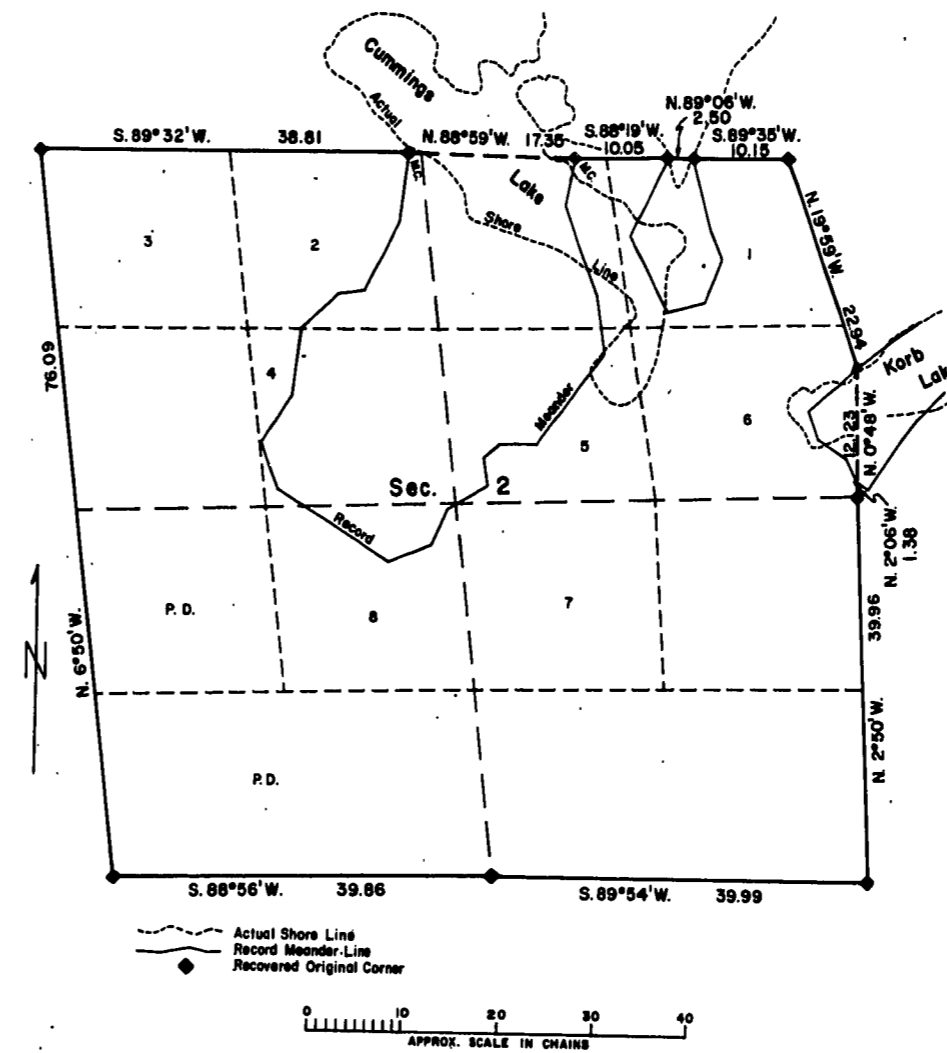 Cummings
Actual
N. 89°06'W.
2.50
S. 89°32'W. 38.81
N. 88°59'W. 17.35
S. 88°19'W.
10.05
S. 89°35'W.
10.15
M.C.
M.C.
Lake
Shore
Line
3
2
1
N. 19°59'W. 22.94
76.09
N. 6°50'W.
4
5
6
Korb
Lak
12.23
N. 0°48'W.
Meander
Sec. 2
Record
N. 2°06'W.
1.38
P.D.
8
7
39.96
N. 2°50'W.
P.D.
N
S. 88°56'W. 39.86
S. 89°54'W. 39.99
Actual Shore Line
Record Meander-Line
Recovered Original Corner
0 10 20 30 40
APPROX. SCALE IN CHAINS